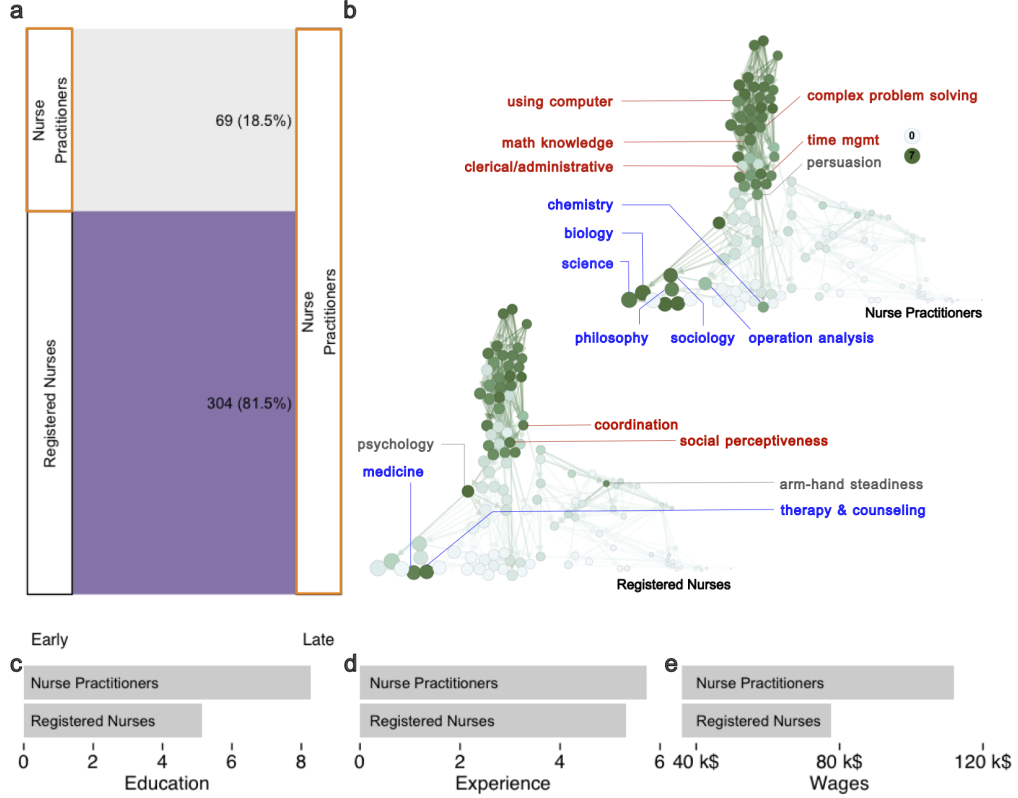 a
Nurse
Practitioners
69 (18.5%)
Registered Nurses
304 (81.5%)
Nurse
Practitioners
Early
Late
b
using computer
complex problem solving
math knowledge
time mgmt
0
7
clerical/administrative
persuasion
chemistry
biology
science
Nurse Practitioners
philosophy
sociology
operation analysis
coordination
psychology
social perceptiveness
medicine
arm-hand steadiness
therapy & counseling
Registered Nurses
c
Nurse Practitioners
Registered Nurses
0 2 4 6 8
Education
d
Nurse Practitioners
Registered Nurses
0 2 4 6
Experience
e
Nurse Practitioners
Registered Nurses
40 k$ 80 k$ 120 k$
Wages